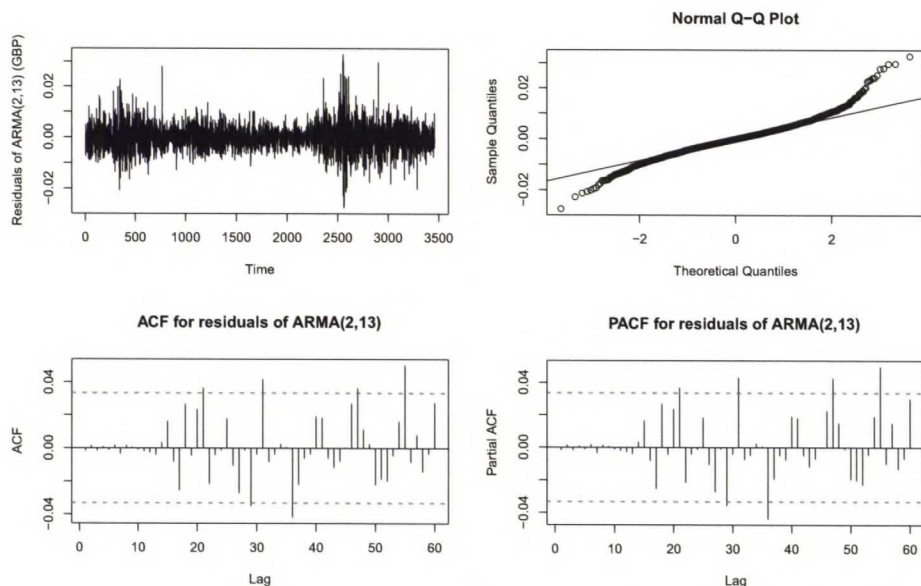 Residuals of ARMA(2,13) (GBP)
0.02
0.00
−0.02
0 500 1000 1500 2000 2500 3000 3500
Time
Normal Q−Q Plot
Sample Quantiles
0.02
0.00
−0.02
−2 0 2
Theoretical Quantiles
ACF for residuals of ARMA(2,13)
ACF
0.04
0.00
−0.04
0 10 20 30 40 50 60
Lag
PACF for residuals of ARMA(2,13)
Partial ACF
0.04
0.00
−0.04
0 10 20 30 40 50 60
Lag